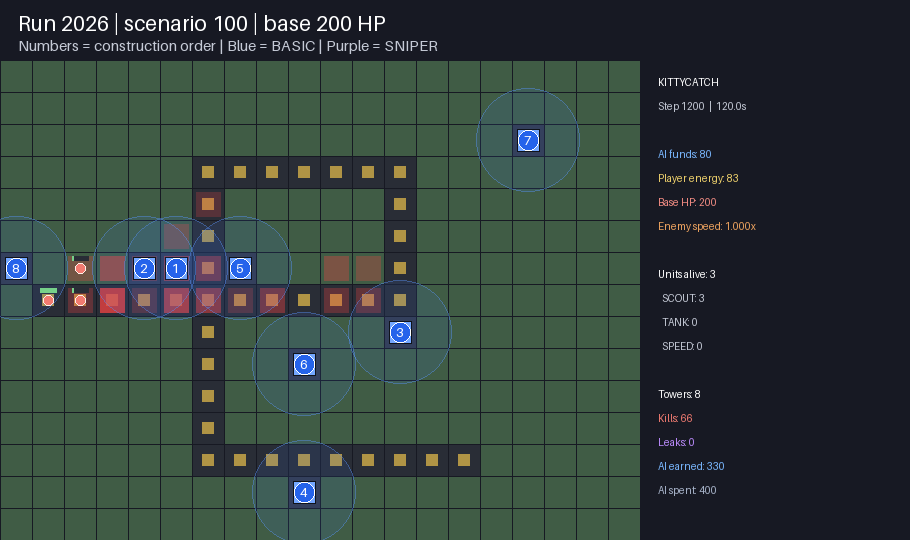 Run 2026 | scenario 100 | base 200 HP
Numbers = construction order | Blue = BASIC | Purple = SNIPER
KITTYCATCH
Step 1200 | 120.0s
AI funds: 80
Player energy: 83
Base HP: 200
Enemy speed: 1.000x
Units alive: 3
SCOUT: 3
TANK: 0
SPEED: 0
Towers: 8
Kills: 66
Leaks: 0
AI earned: 330
AI spent: 400
7
8
2
1
5
3
6
4